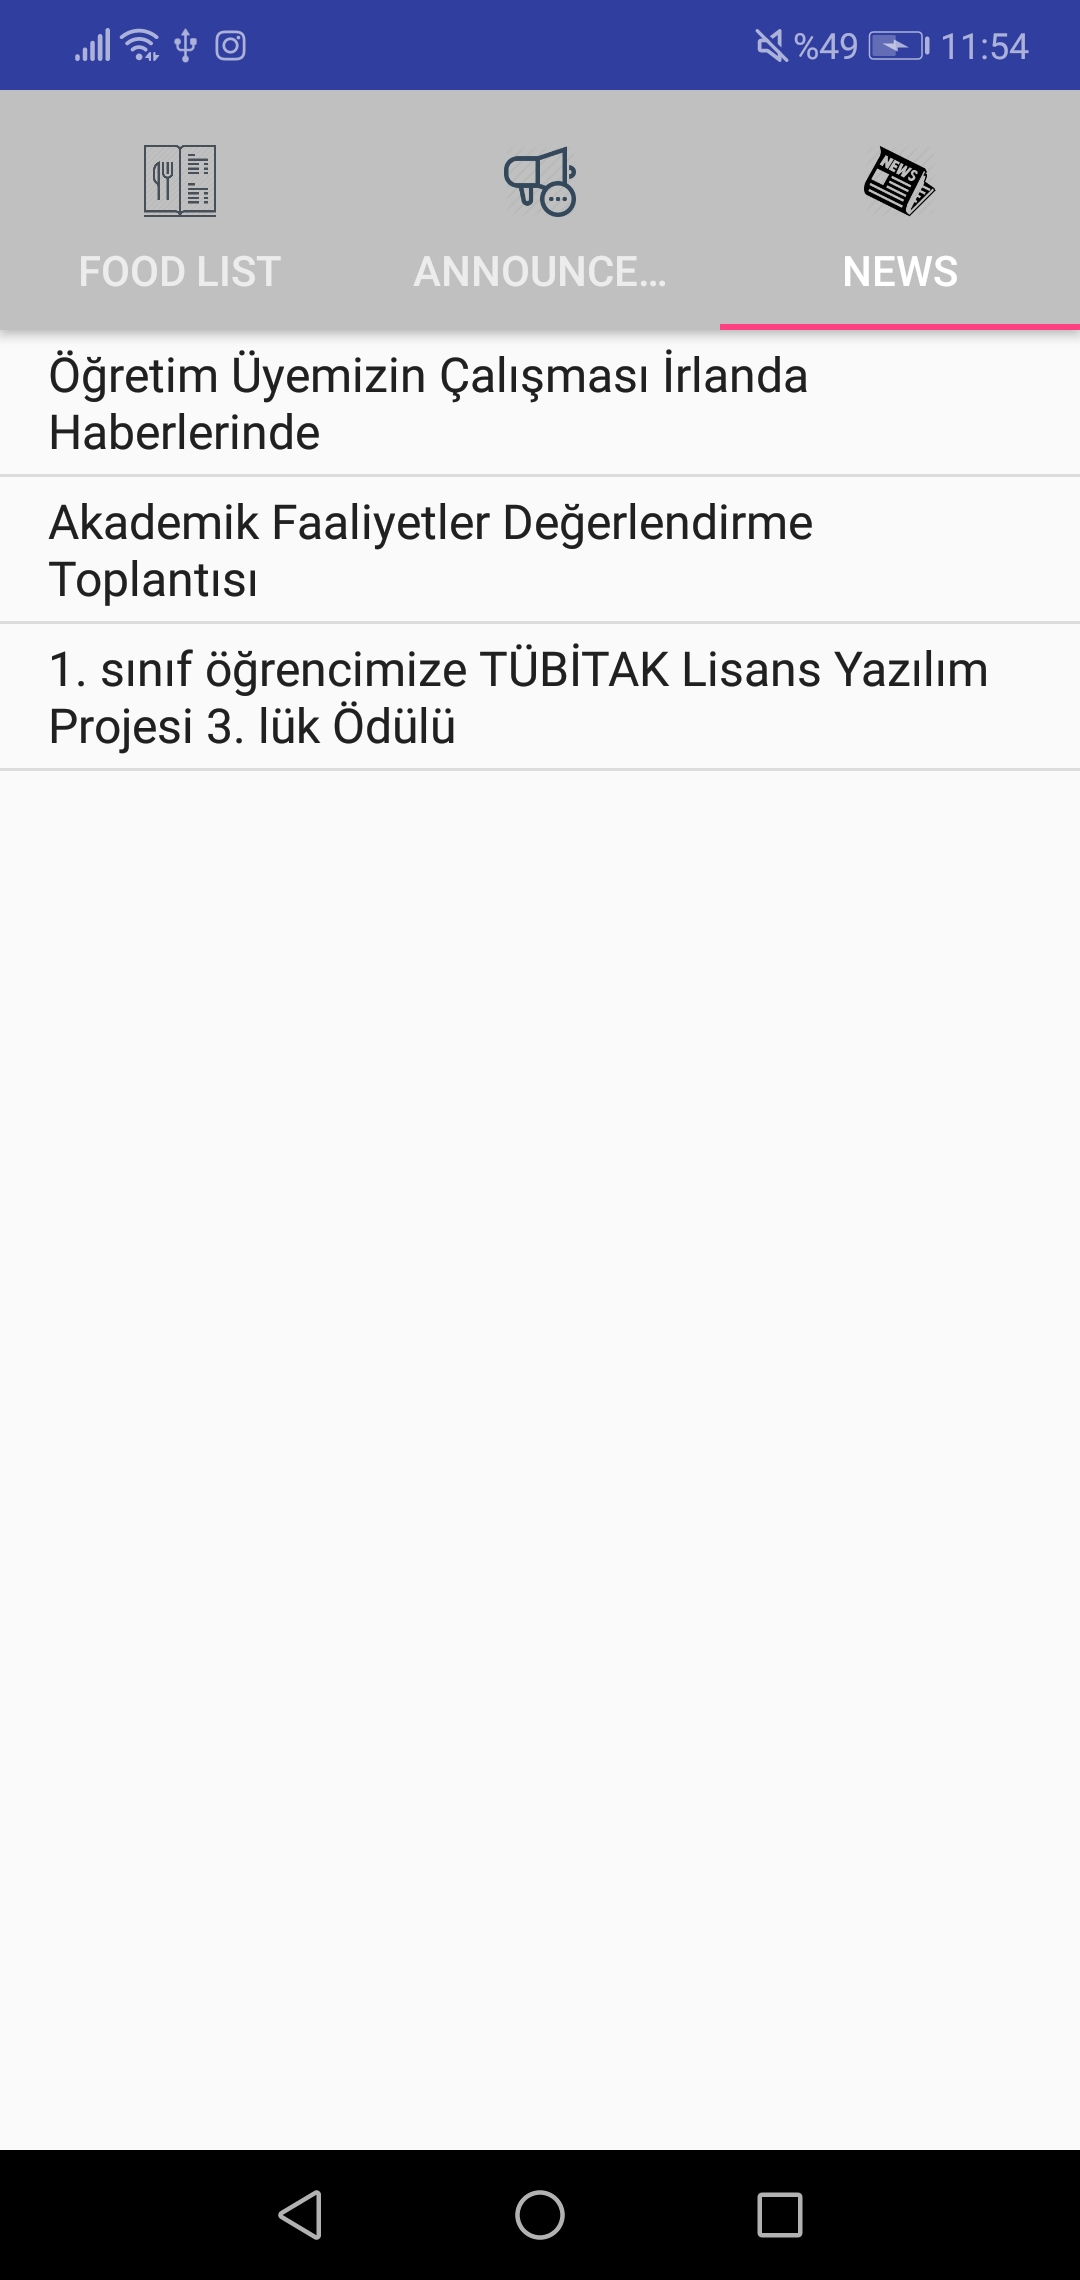 %49 11:54
NEWS
FOOD LIST ANNOUNCE... NEWS
Öğretim Üyemizin Çalışması İrlanda
Haberlerinde
Akademik Faaliyetler Değerlendirme
Toplantısı
1. sınıf öğrencimize TÜBİTAK Lisans Yazılım
Projesi 3. lük Ödülü